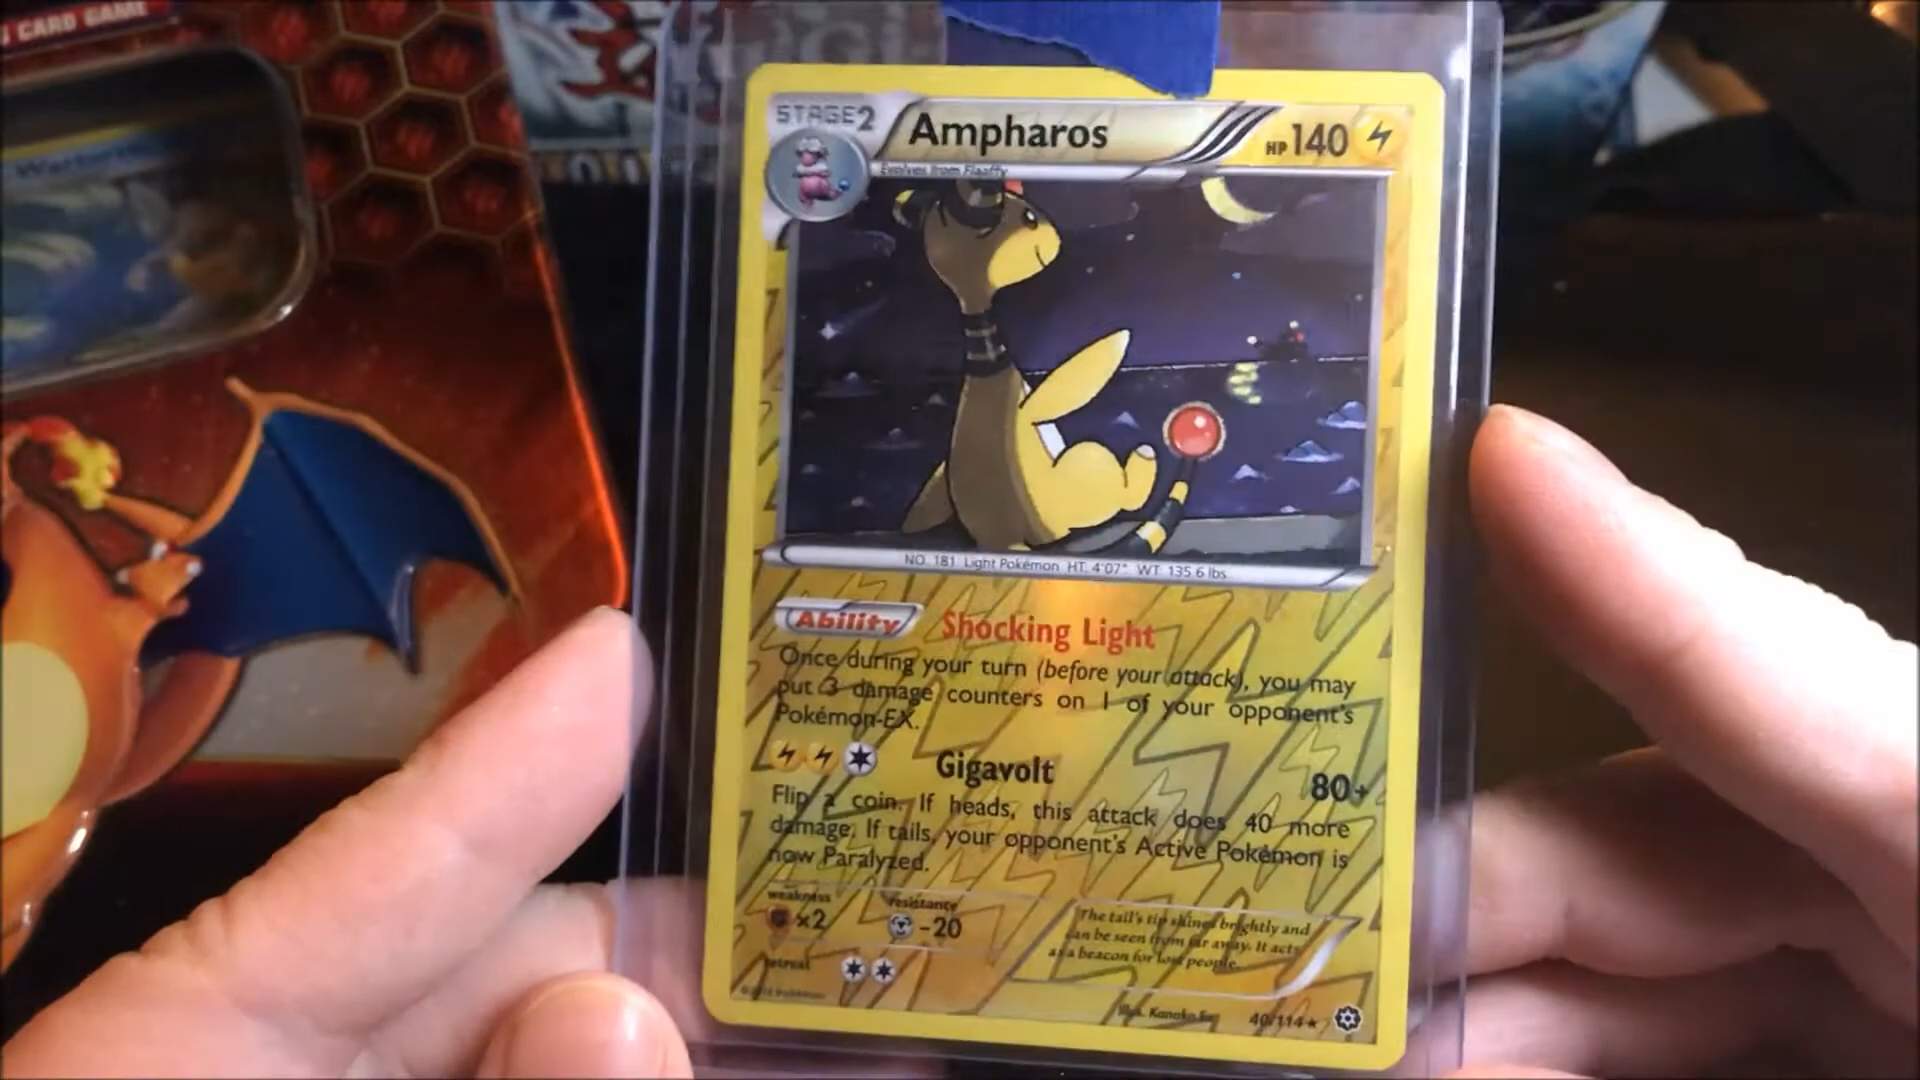 CARD GAME
STAGE2
Ampharos
HP140
Evolves from Flaaffy
NO. 181 Light Pokémon HT. 4'07" WT. 135.6 lbs.
Ability
Shocking Light
Once during your turn (before your attack), you may
put 3 damage counters on 1 of your opponent's
Pokémon-EX.
Gigavolt
80+
Flip a coin. If heads, this attack does 40 more
damage. If tails, your opponent's Active Pokémon is
now Paralyzed.
weakness
×2
resistance
-20
The tail's tip shines brightly and
can be seen from far away. It acts
as a beacon for lost people.
retreat
Illus. Kanako
40/114